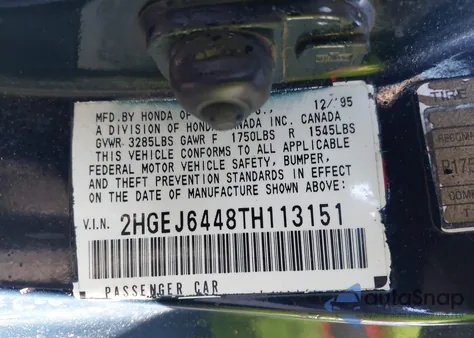 MFD.BY HONDA OF O., 12/'95
A DIVISION OF HONDA CANADA INC. CANADA
GVWR 3285LBS GAWR F 1750LBS R 1545LBS
THIS VEHICLE CONFORMS TO ALL APPLICABLE
FEDERAL MOTOR VEHICLE SAFETY, BUMPER,
AND THEFT PREVENTION STANDARDS IN EFFECT
ON THE DATE OF MANUFACTURE SHOWN ABOVE:
V.I.N. 2HGEJ6448TH113151
PASSENGER CAR
TIRE
autoSnap